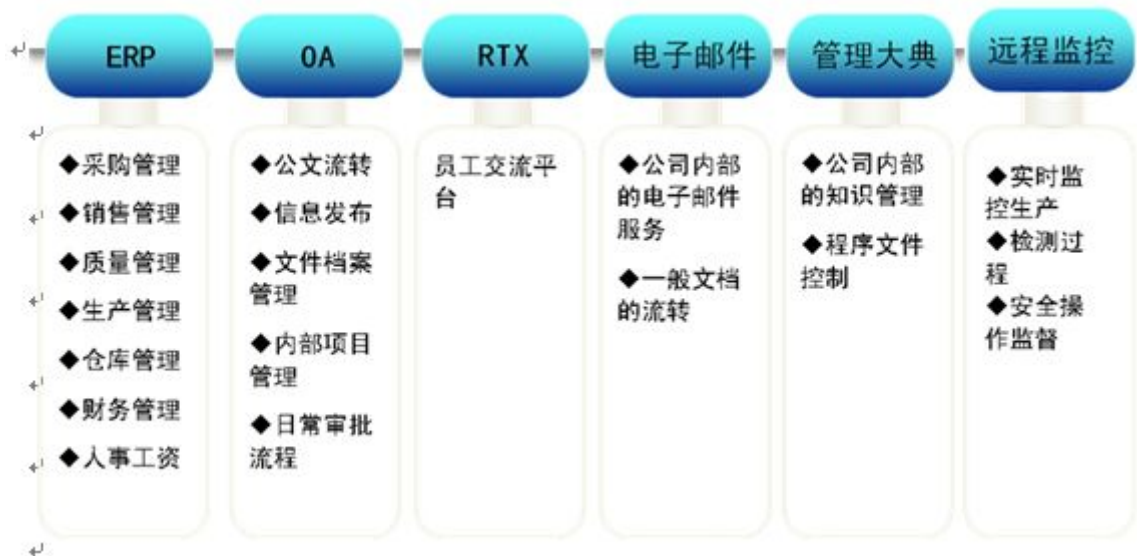 ERP
OA
RTX
电子邮件
管理大典
远程监控
◆采购管理
◆销售管理
◆质量管理
◆生产管理
◆仓库管理
◆财务管理
◆人事工资
◆公文流转
◆信息发布
◆文件档案
管理
◆内部项目
管理
◆日常审批
流程
员工交流平
台
◆公司内部
的电子邮件
服务
◆一般文档
的流转
◆公司内部
的知识管理
◆程序文件
控制
◆实时监
控生产
◆检测过
程
◆安全操
作监督